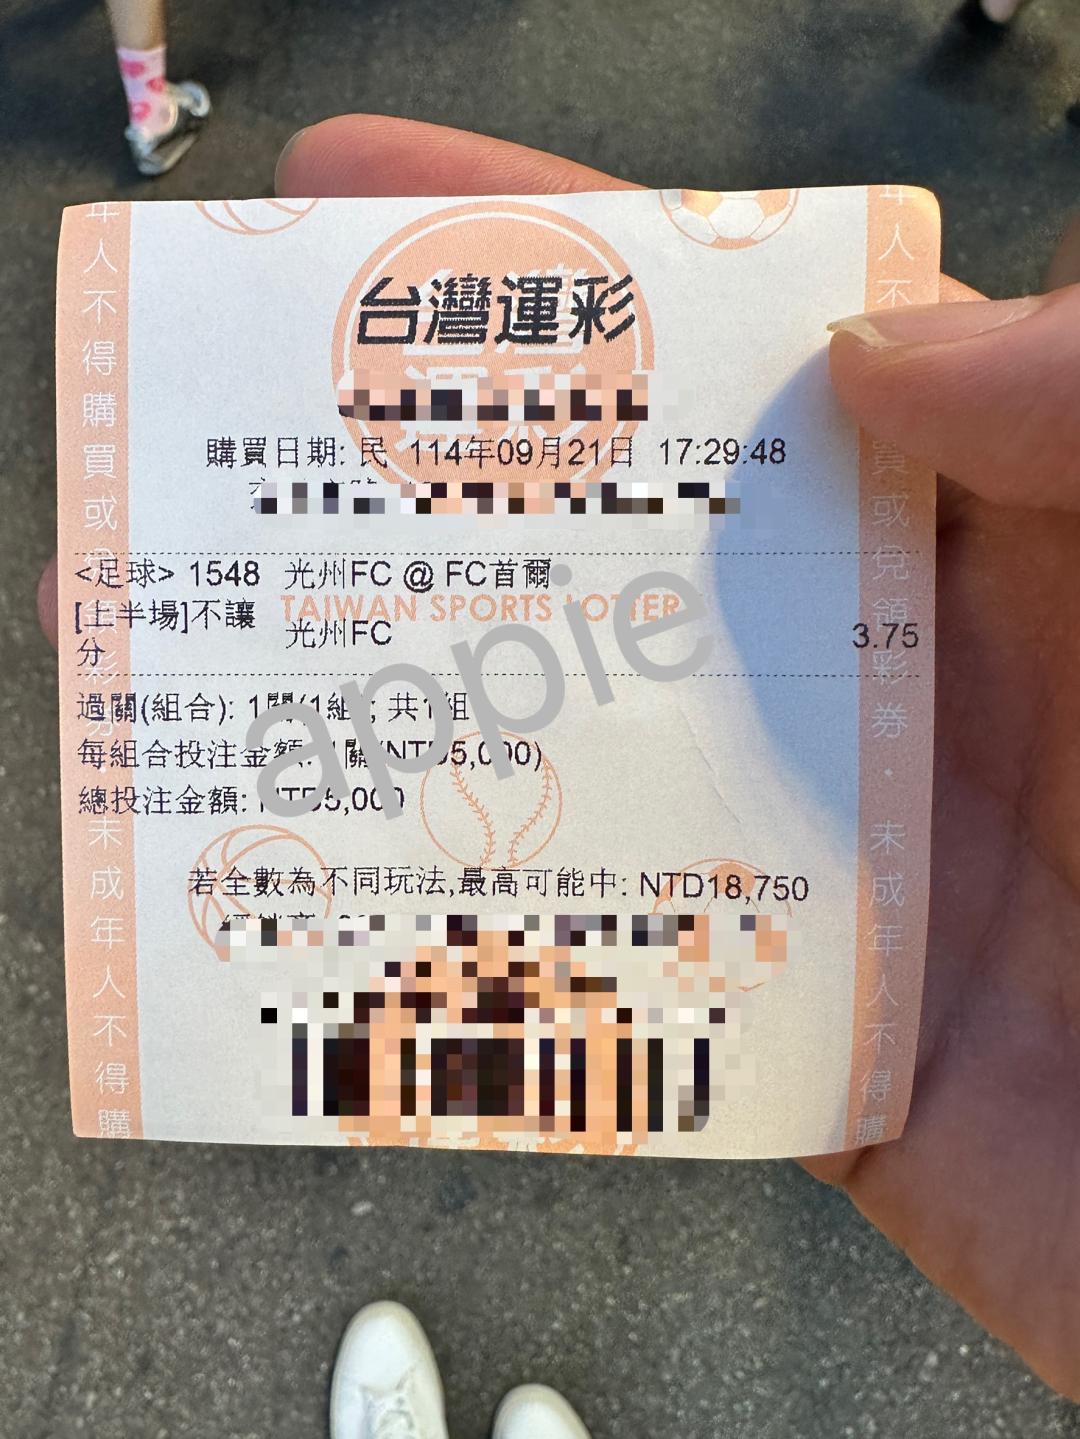 台灣運彩
購買日期: 民 114年09月21日 17:29:48
<足球> 1548 光州FC @ FC首爾
TAIWAN SPORTS LOTTER
[上半場]不讓分 光州FC 3.75
過關(組合): 1關(1組); 共1組
每組合投注金額: 1關(NTD5,000)
總投注金額: NTD5,000
若全數為不同玩法,最高可能中: NTD18,750
appie
年人不得購買或兌領彩券．未成年人不得購
年人不得購買或兌領彩券．未成年人不得購